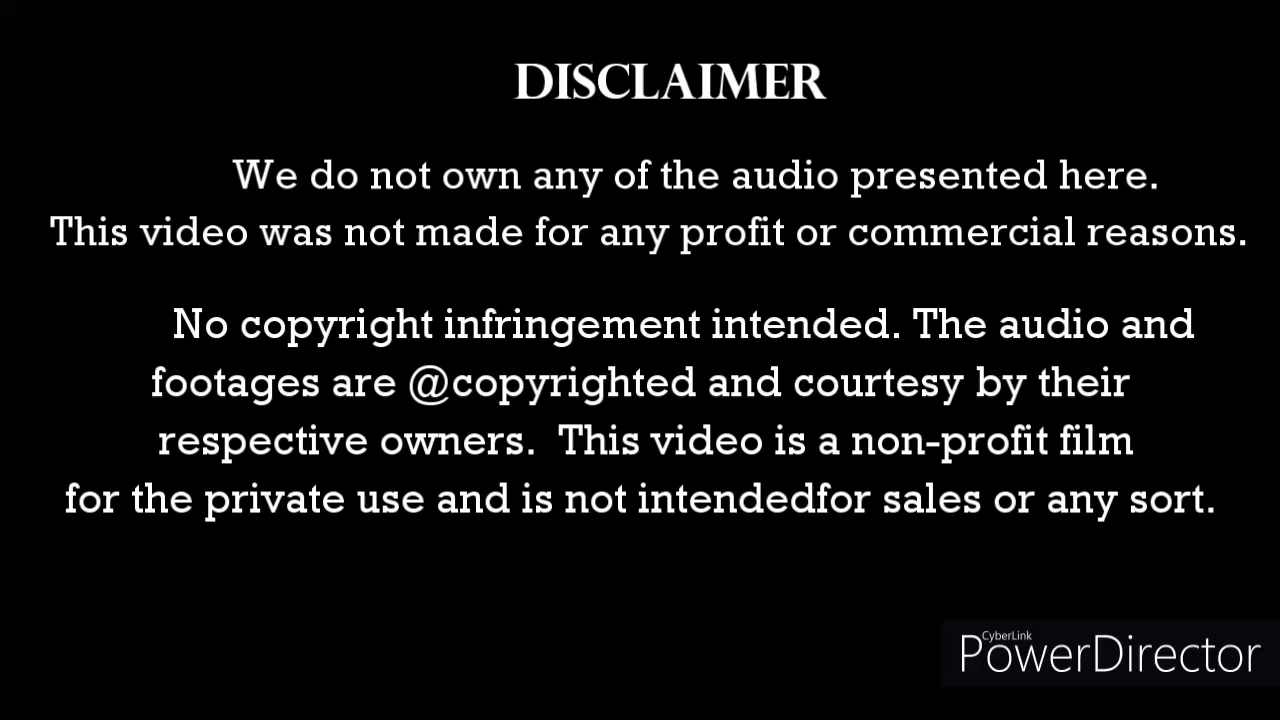 DISCLAIMER
We do not own any of the audio presented here.
This video was not made for any profit or commercial reasons.
No copyright infringement intended. The audio and
footages are @copyrighted and courtesy by their
respective owners.  This video is a non-profit film
for the private use and is not intendedfor sales or any sort.
CyberLink
PowerDirector